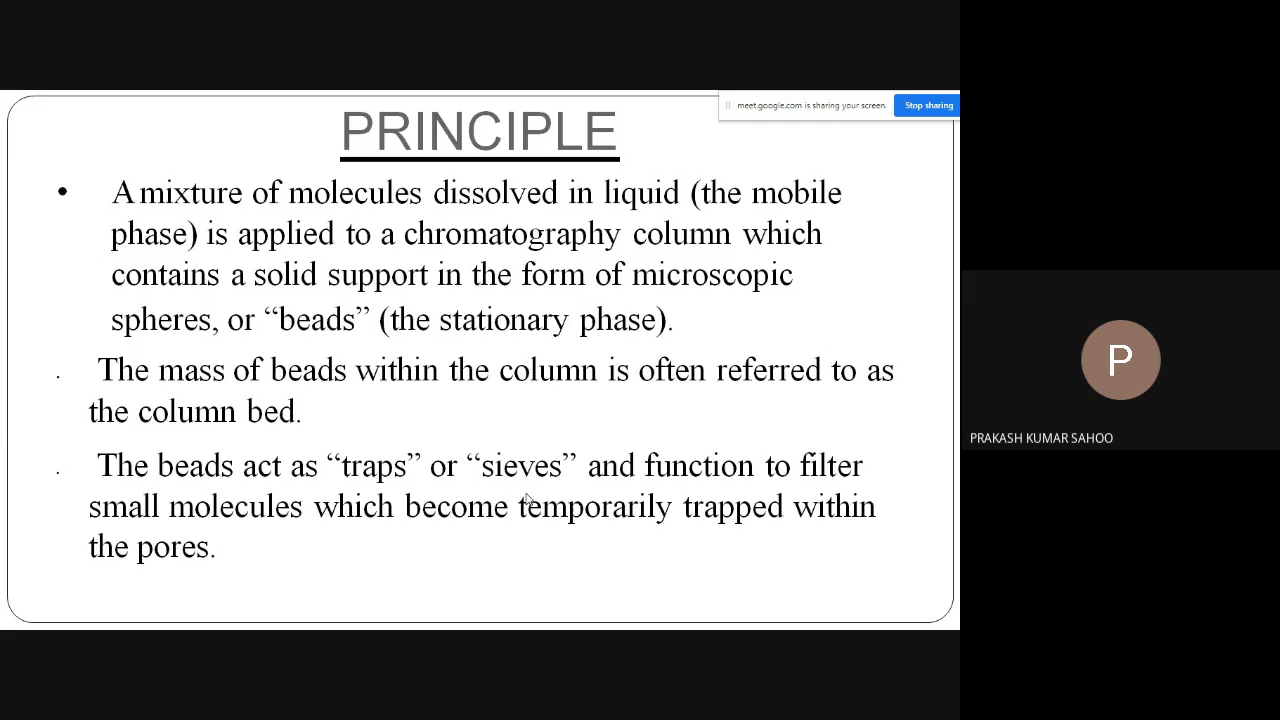 meet.google.com is sharing your screen.
Stop sharing
PRINCIPLE
• A mixture of molecules dissolved in liquid (the mobile
phase) is applied to a chromatography column which
contains a solid support in the form of microscopic
spheres, or “beads” (the stationary phase).
. The mass of beads within the column is often referred to as
the column bed.
. The beads act as “traps” or “sieves” and function to filter
small molecules which become temporarily trapped within
the pores.
P
PRAKASH KUMAR SAHOO